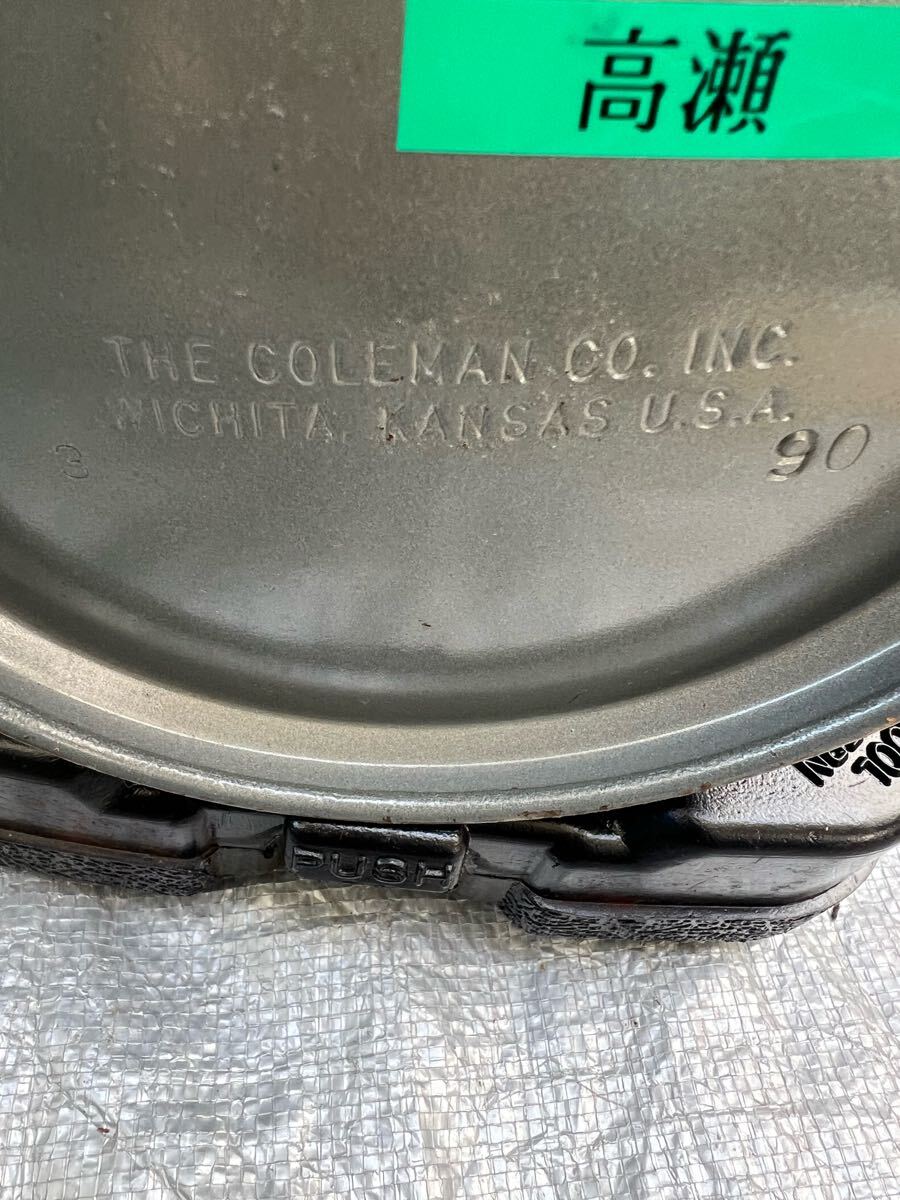 高瀬
THE COLEMAN CO. INC.
WICHITA, KANSAS U.S.A.
3 90
PUSH